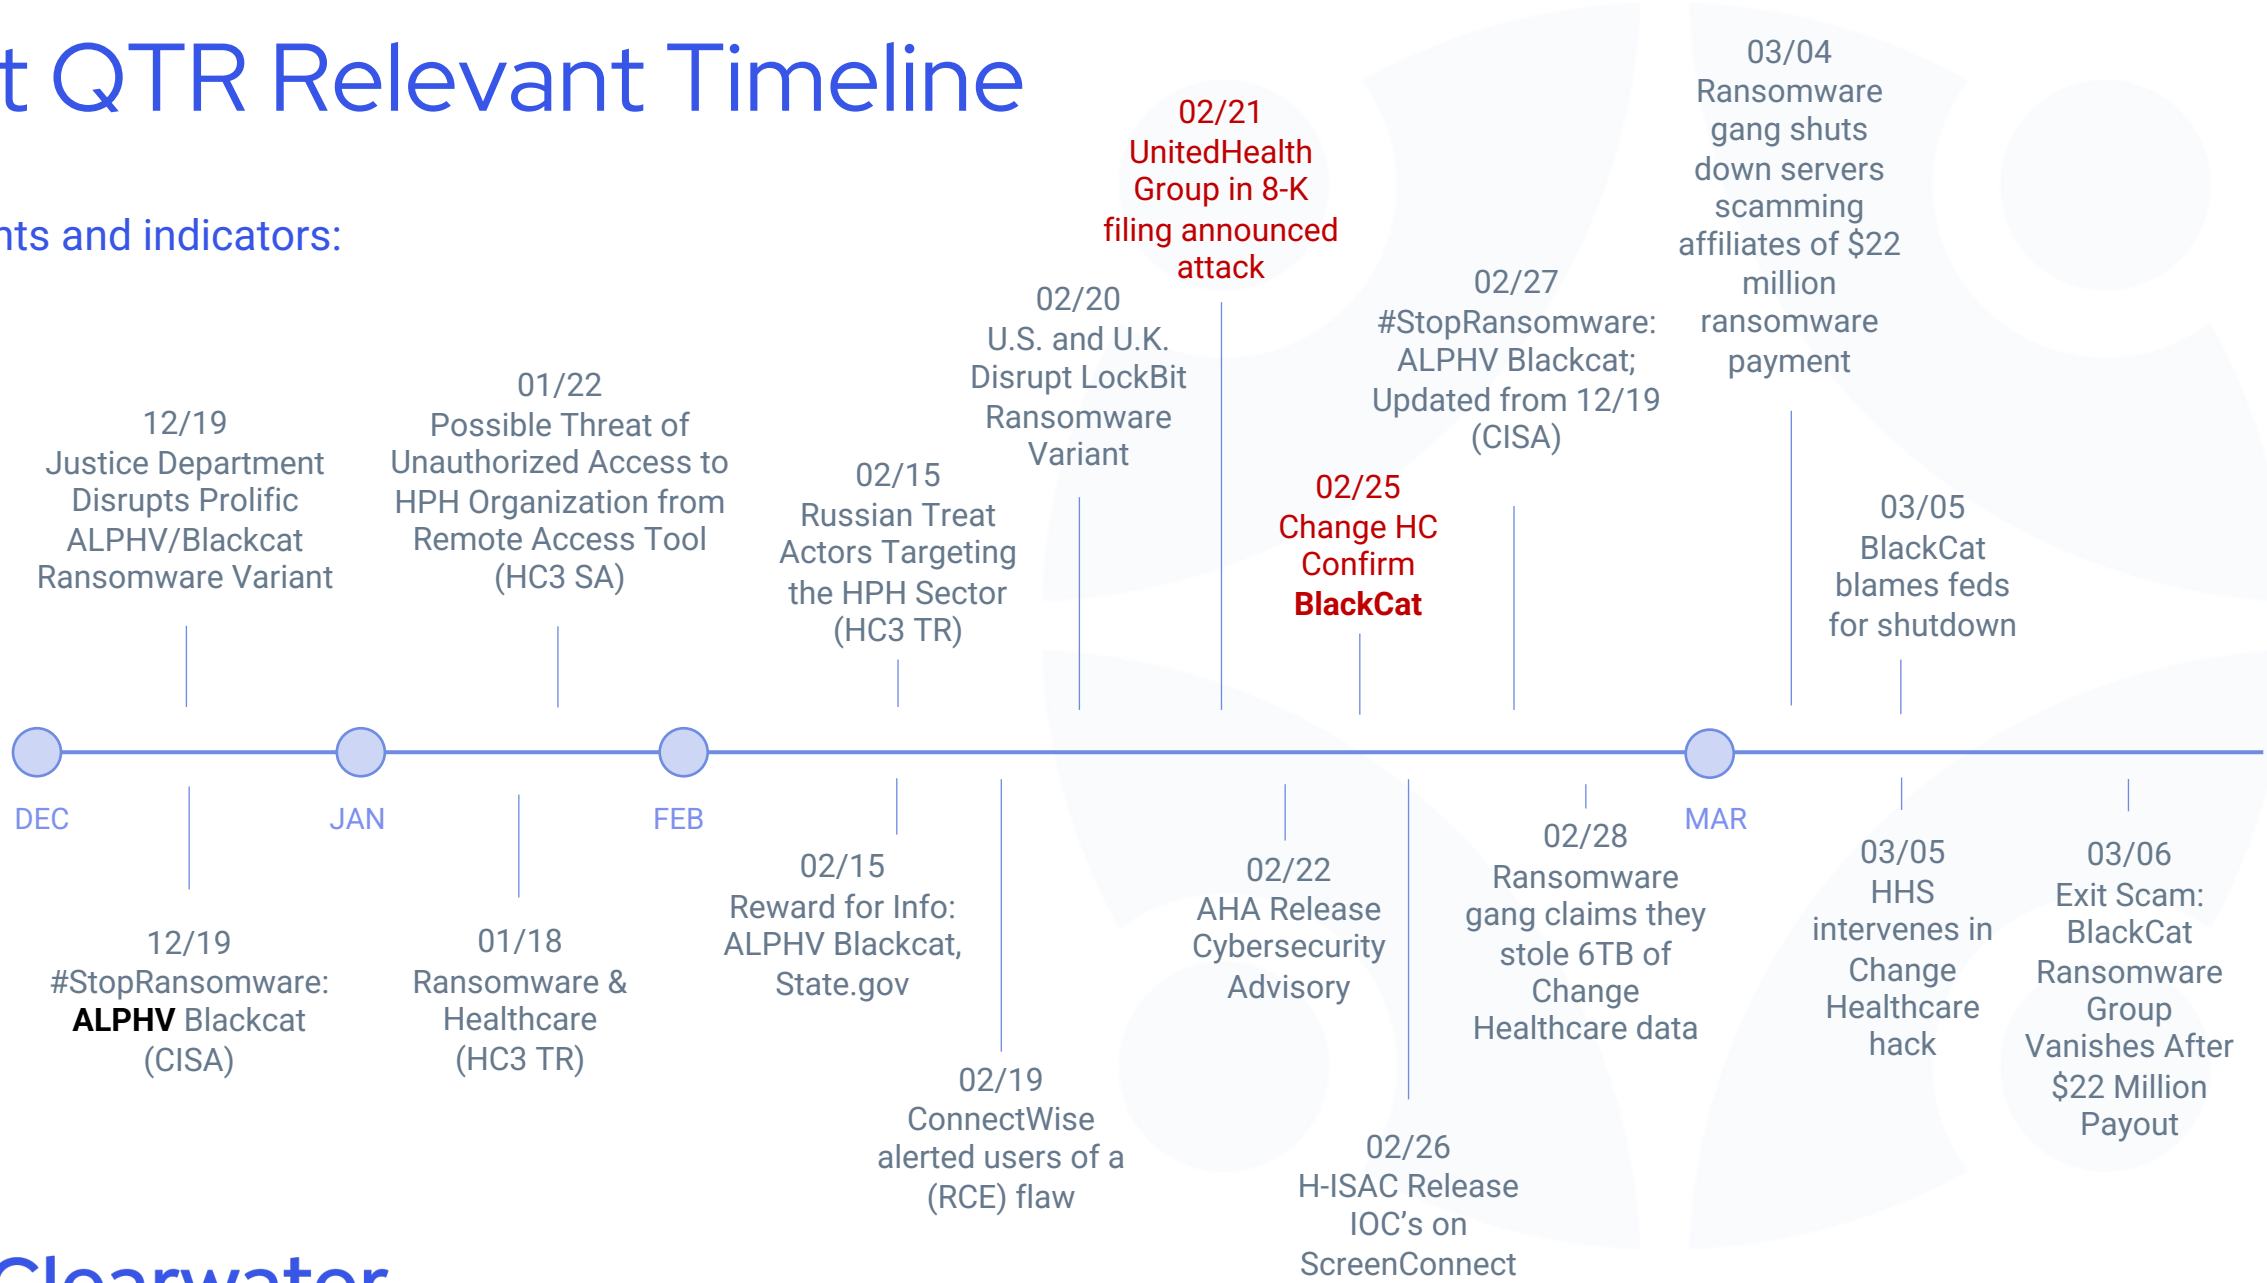 t QTR Relevant Timeline
nts and indicators:
12/19
Justice Department
Disrupts Prolific
ALPHV/Blackcat
Ransomware Variant
01/22
Possible Threat of
Unauthorized Access to
HPH Organization from
Remote Access Tool
(HC3 SA)
02/15
Russian Treat
Actors Targeting
the HPH Sector
(HC3 TR)
02/20
U.S. and U.K.
Disrupt LockBit
Ransomware
Variant
02/21
UnitedHealth
Group in 8-K
filing announced
attack
02/25
Change HC
Confirm
BlackCat
02/27
#StopRansomware:
ALPHV Blackcat;
Updated from 12/19
(CISA)
03/04
Ransomware
gang shuts
down servers
scamming
affiliates of $22
million
ransomware
payment
03/05
BlackCat
blames feds
for shutdown
DEC
JAN
FEB
MAR
12/19
#StopRansomware:
ALPHV Blackcat
(CISA)
01/18
Ransomware &
Healthcare
(HC3 TR)
02/15
Reward for Info:
ALPHV Blackcat,
State.gov
02/19
ConnectWise
alerted users of a
(RCE) flaw
02/22
AHA Release
Cybersecurity
Advisory
02/26
H-ISAC Release
IOC’s on
ScreenConnect
02/28
Ransomware
gang claims they
stole 6TB of
Change
Healthcare data
03/05
HHS
intervenes in
Change
Healthcare
hack
03/06
Exit Scam:
BlackCat
Ransomware
Group
Vanishes After
$22 Million
Payout
Clearwater